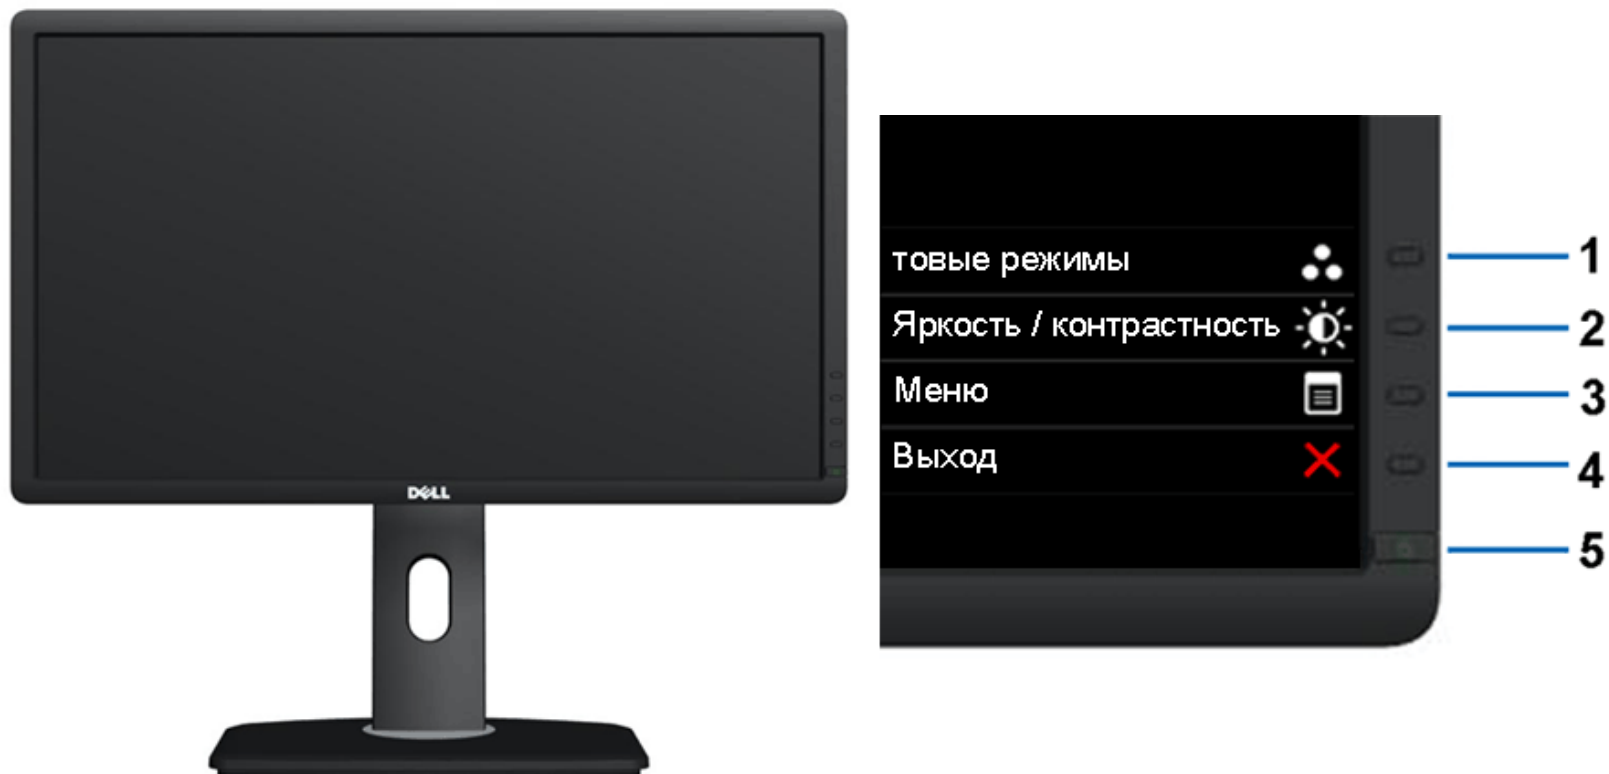 DELL
товые режимы
Яркость / контрастность
Меню
Выход
1
2
3
4
5